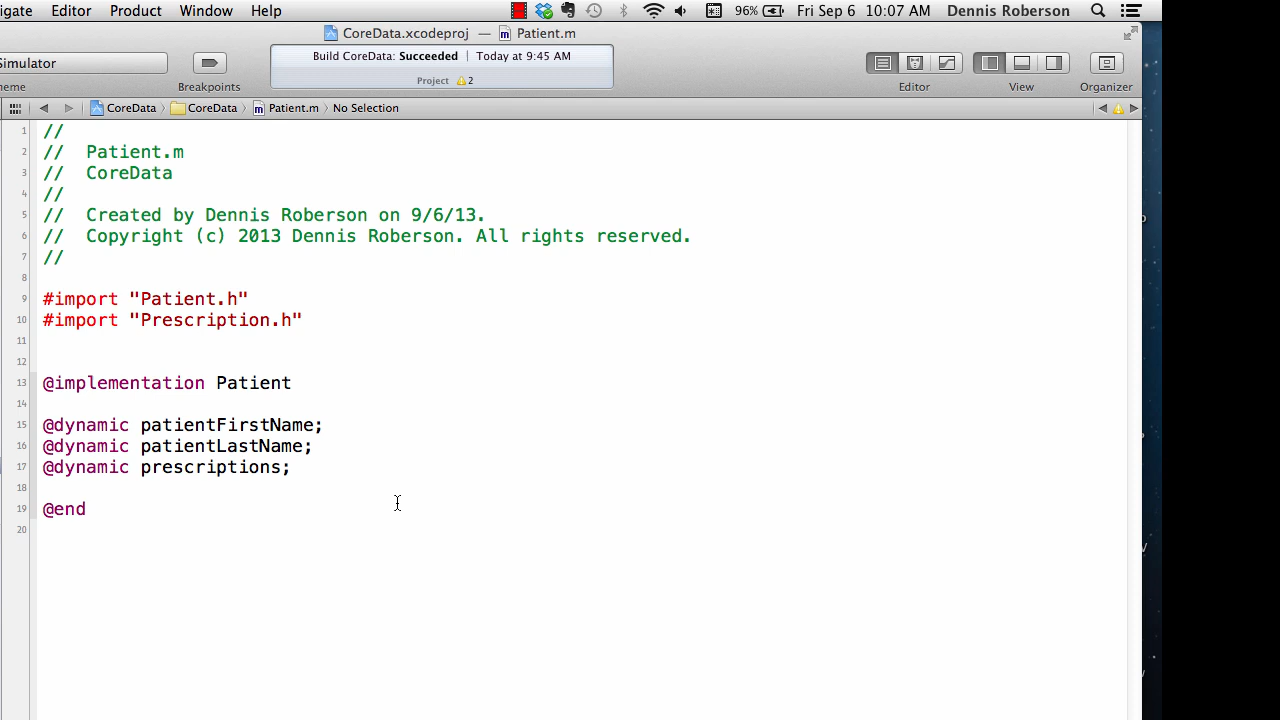 igate Editor Product Window Help 96% Fri Sep 6 10:07 AM Dennis Roberson
CoreData.xcodeproj — Patient.m
Simulator
Build CoreData: Succeeded | Today at 9:45 AM
Project 2
eme Breakpoints Editor View Organizer
CoreData CoreData Patient.m No Selection
1 //
2 // Patient.m
3 // CoreData
4 //
5 // Created by Dennis Roberson on 9/6/13.
6 // Copyright (c) 2013 Dennis Roberson. All rights reserved.
7 //
8
9 #import "Patient.h"
10 #import "Prescription.h"
11
12
13 @implementation Patient
14
15 @dynamic patientFirstName;
16 @dynamic patientLastName;
17 @dynamic prescriptions;
18
19 @end
20